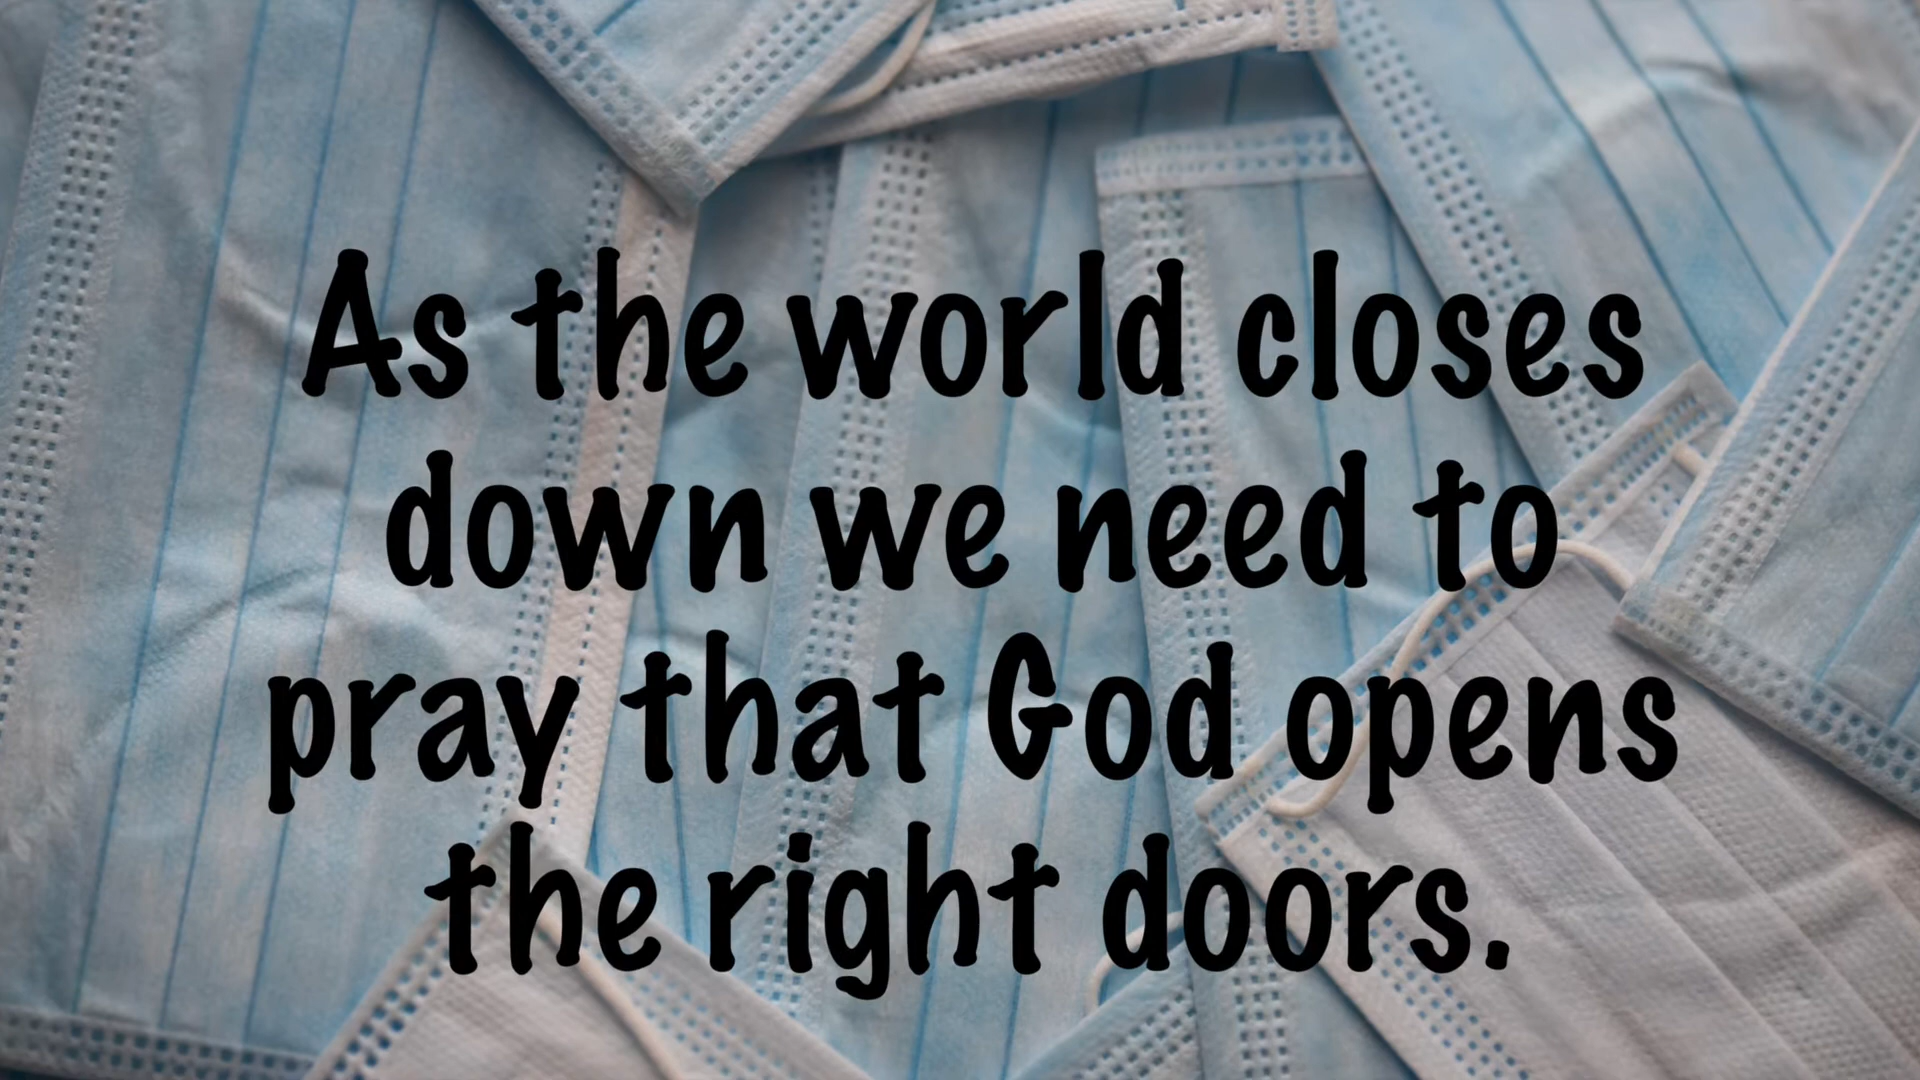 As the world closes
down we need to
pray that God opens
the right doors.